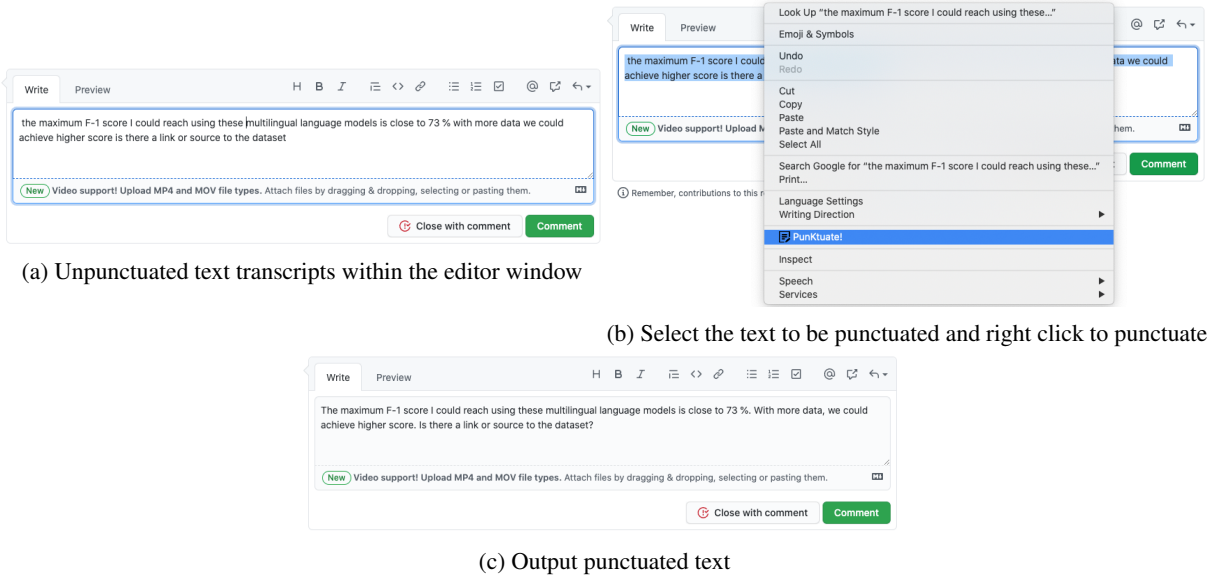 Write Preview H B I @
the maximum F-1 score I could reach using these multilingual language models is close to 73 % with more data we could
achieve higher score is there a link or source to the dataset
New Video support! Upload MP4 and MOV file types. Attach files by dragging & dropping, selecting or pasting them.
Close with comment Comment
(a) Unpunctuated text transcripts within the editor window
Write Preview @
the maximum F-1 score I could ata we could
achieve higher score is there a
New Video support! Upload M hem.
Comment
Remember, contributions to this r
Look Up “the maximum F-1 score I could reach using these...”
Emoji & Symbols
Undo
Redo
Cut
Copy
Paste
Paste and Match Style
Select All
Search Google for “the maximum F-1 score I could reach using these...”
Print...
Language Settings
Writing Direction
PunKtuate!
Inspect
Speech
Services
(b) Select the text to be punctuated and right click to punctuate
Write Preview H B I @
The maximum F-1 score I could reach using these multilingual language models is close to 73 %. With more data, we could
achieve higher score. Is there a link or source to the dataset?
New Video support! Upload MP4 and MOV file types. Attach files by dragging & dropping, selecting or pasting them.
Close with comment Comment
(c) Output punctuated text